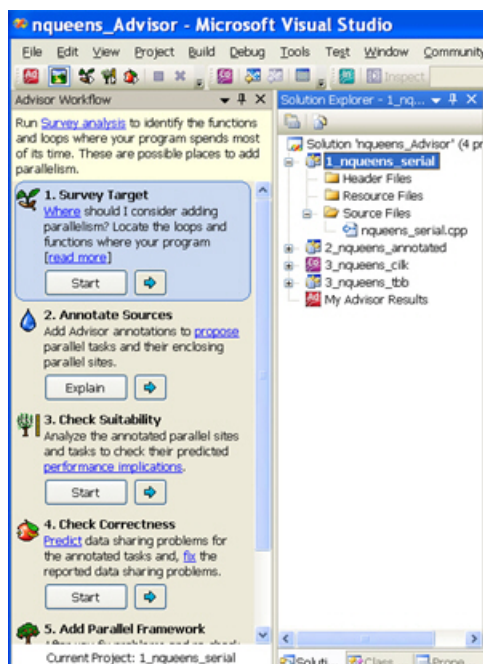 nqueens_Advisor - Microsoft Visual Studio
File Edit View Project Build Debug Tools Test Window Community
Inspect
Advisor Workflow
Run Survey analysis to identify the functions
and loops where your program spends most
of its time. These are possible places to add
parallelism.
1. Survey Target
Where should I consider adding
parallelism? Locate the loops and
functions where your program
[read more]
Start
2. Annotate Sources
Add Advisor annotations to propose
parallel tasks and their enclosing
parallel sites.
Explain
3. Check Suitability
Analyze the annotated parallel sites
and tasks to check their predicted
performance implications.
Start
4. Check Correctness
Predict data sharing problems for
the annotated tasks and, fix the
reported data sharing problems.
Start
5. Add Parallel Framework
Current Project: 1_nqueens_serial
Solution Explorer - 1_nq...
Solution 'nqueens_Advisor' (4 pr
1_nqueens_serial
Header Files
Resource Files
Source Files
nqueens_serial.cpp
2_nqueens_annotated
3_nqueens_cilk
3_nqueens_tbb
My Advisor Results
Soluti... Class Prope